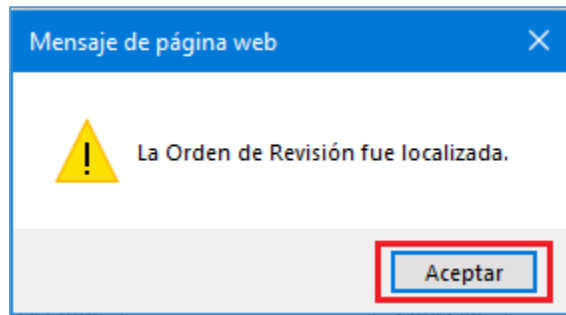 Mensaje de página web
La Orden de Revisión fue localizada.
Aceptar